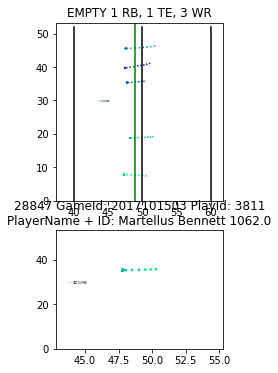 EMPTY 1 RB, 1 TE, 3 WR
50
40
30
20
10
0
40 45 50 55 60
28847 GameId: 2017101503 PlayId: 3811
PlayerName + ID: Martellus Bennett 1062.0
40
20
0
45.0 47.5 50.0 52.5 55.0